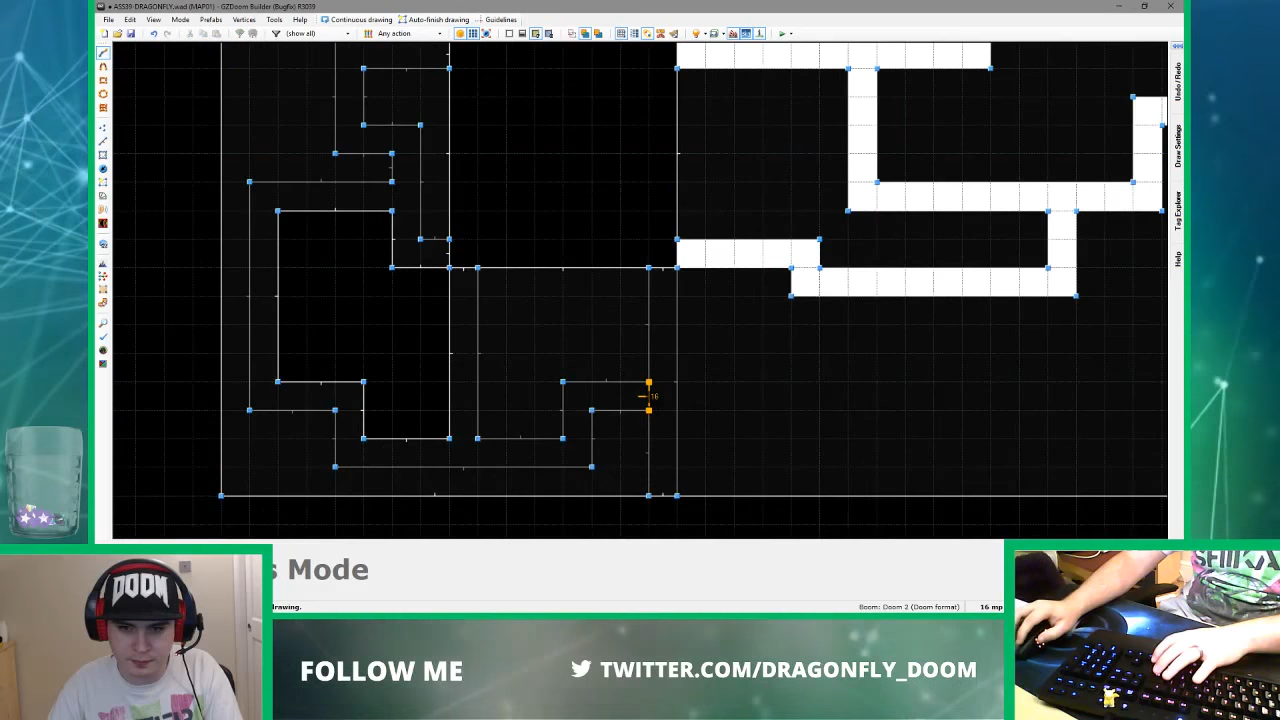 ASS39-DRAGONFLY.wad (MAP01) - GZDoom Builder (Bugfix) R3039
File Edit View Mode Prefabs Vertices Tools Help Continuous drawing Auto-finish drawing Guidelines
(show all) Any action
Undo / Redo
Draw Settings
Tag Explorer
Help
16
s Mode
drawing.
Boom: Doom 2 (Doom format) 16 mp
DOOM
FOLLOW ME
TWITTER.COM/DRAGONFLY_DOOM